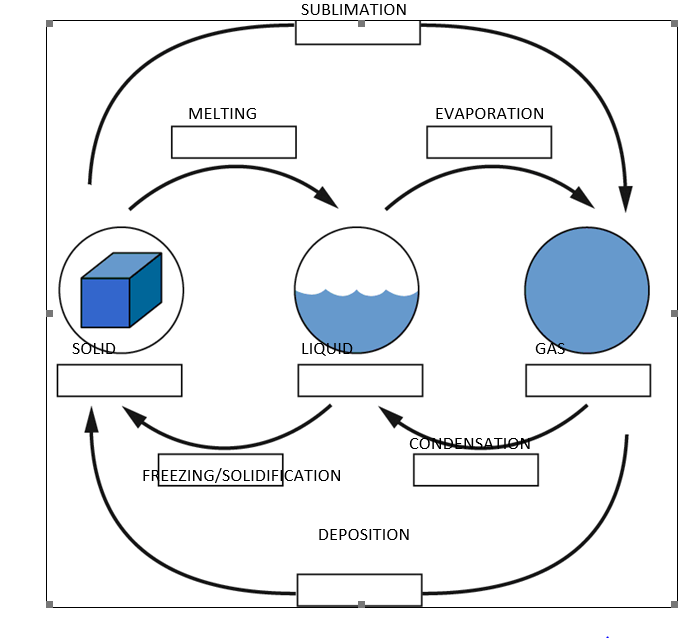 SUBLIMATION
MELTING
EVAPORATION
SOLID
LIQUID
GAS
CONDENSATION
FREEZING/SOLIDIFICATION
DEPOSITION